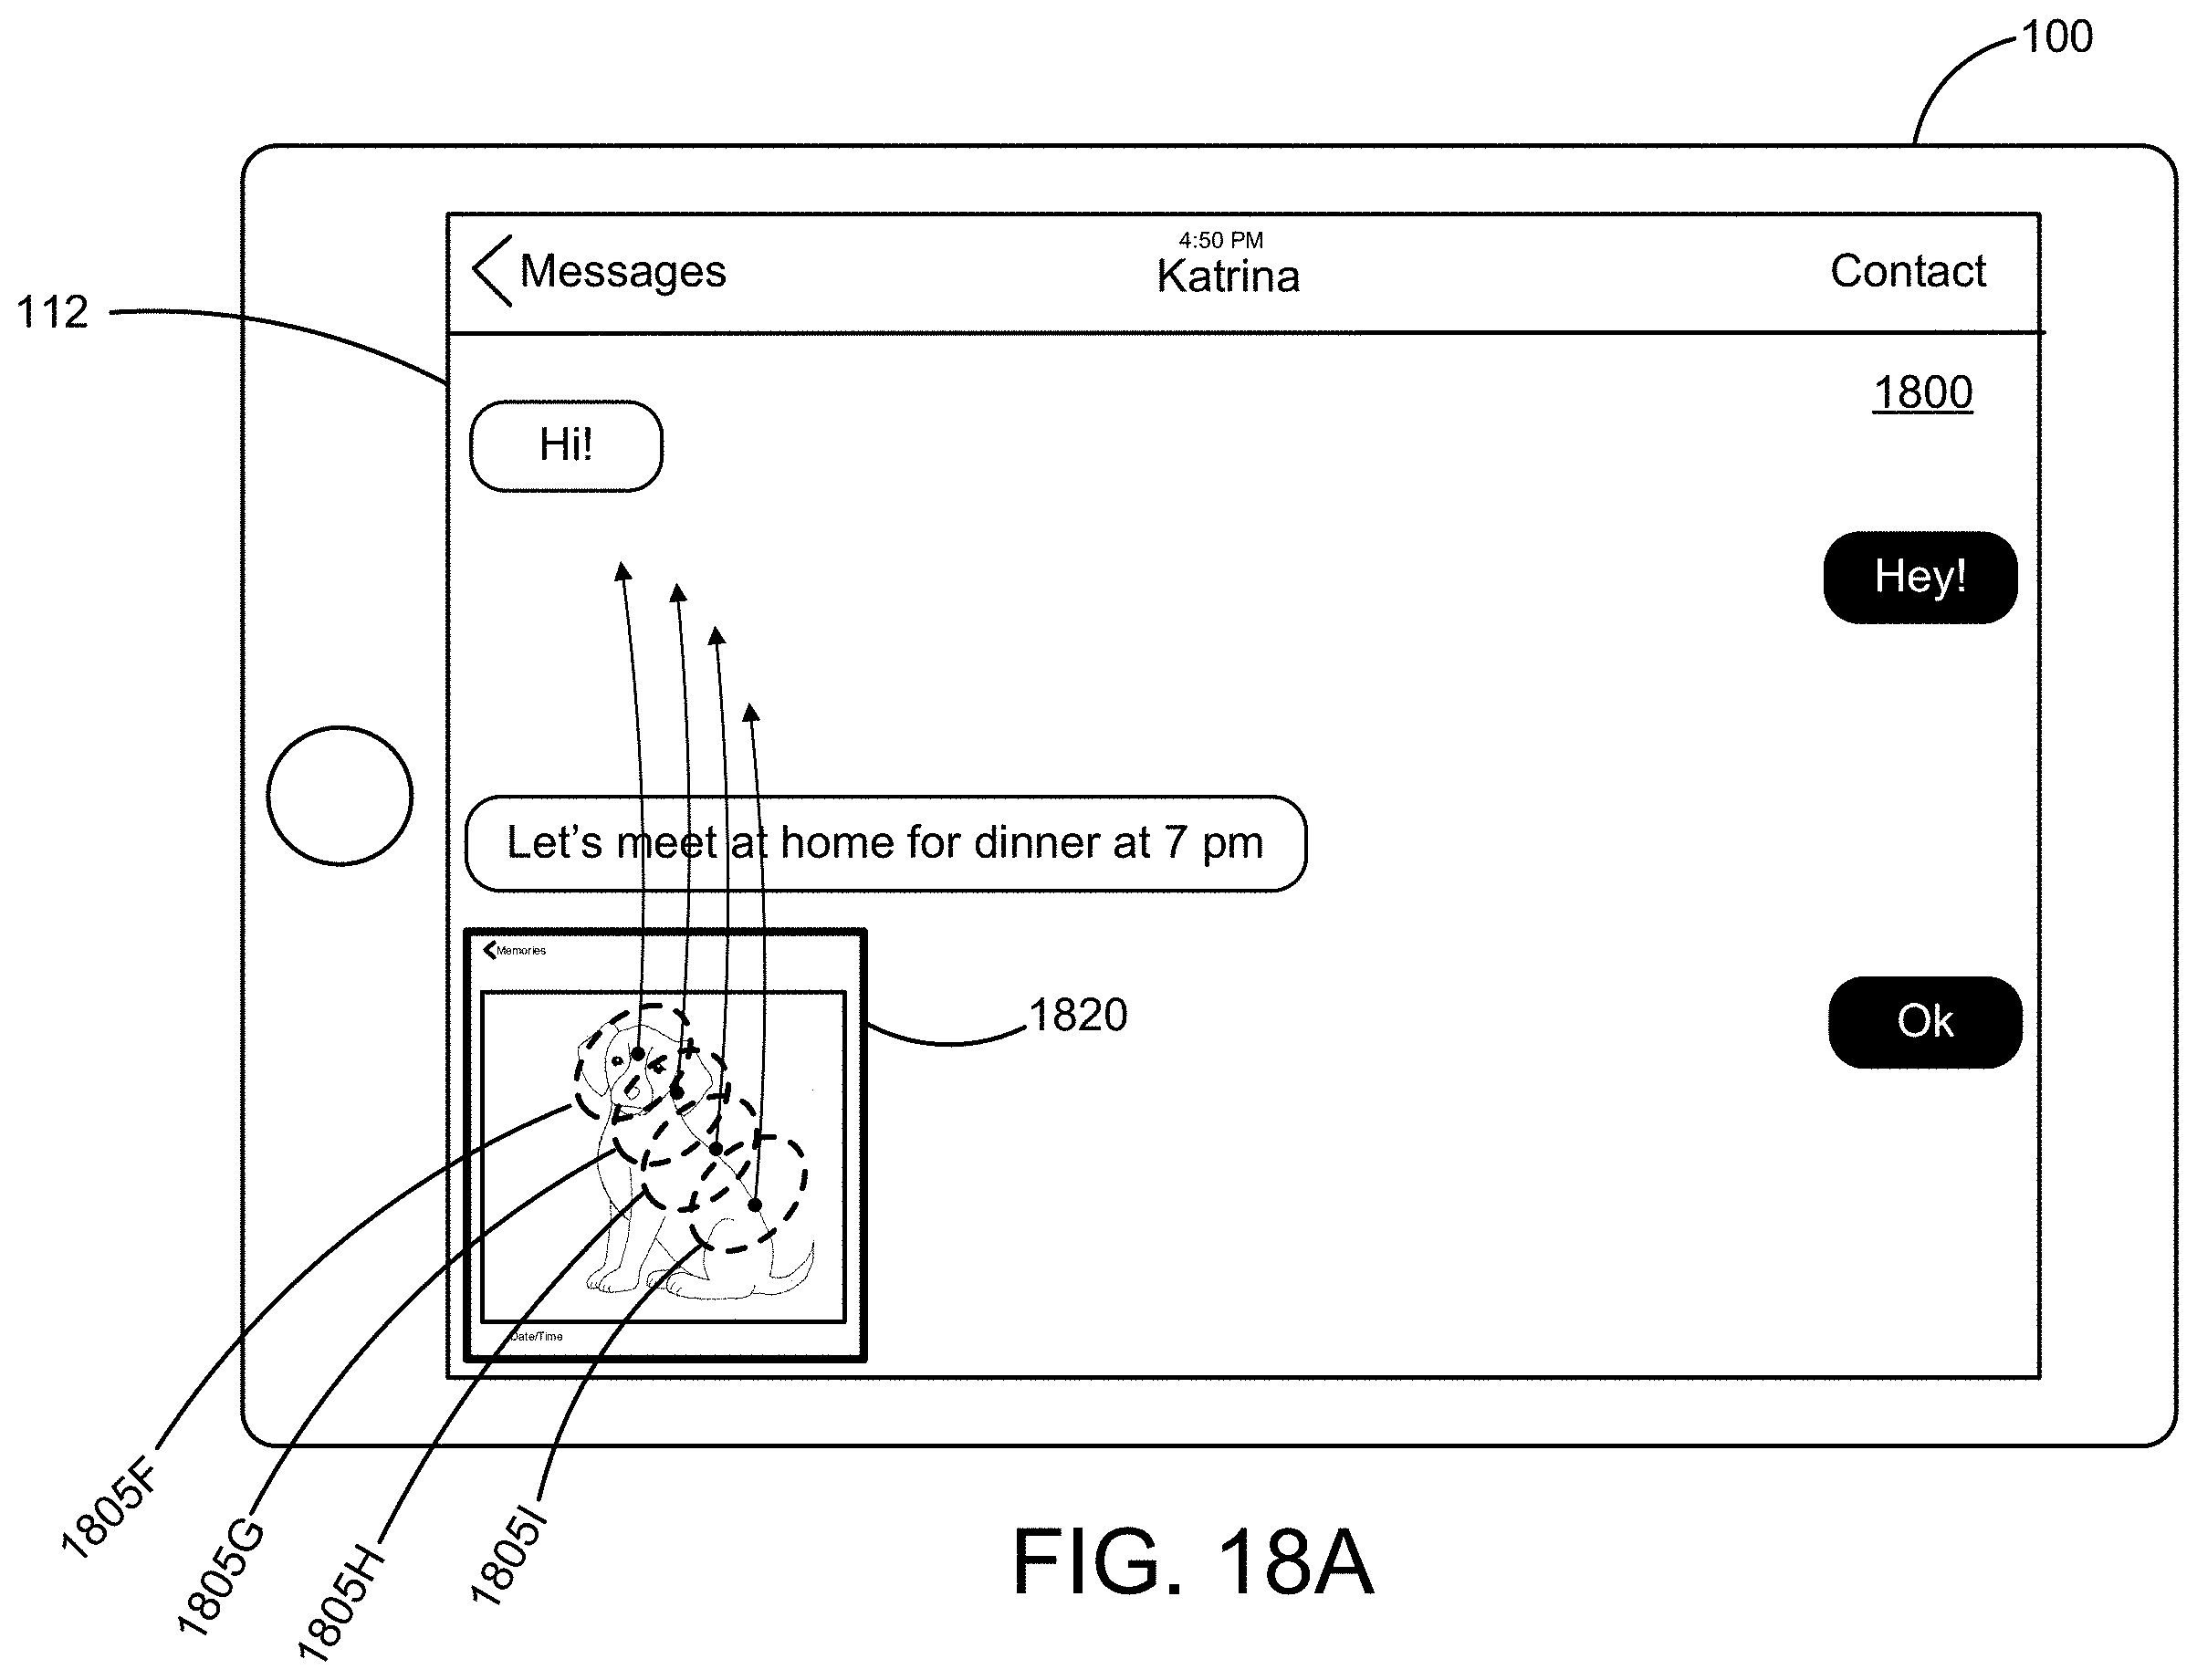 100
4:50 PM
Messages
Katrina
Contact
112
1800
Hi!
Hey!
Let's meet at home for dinner at 7 pm
Memories
1820
Ok
Date/Time
1805F
1805G
1805H
1805I
FIG. 18A